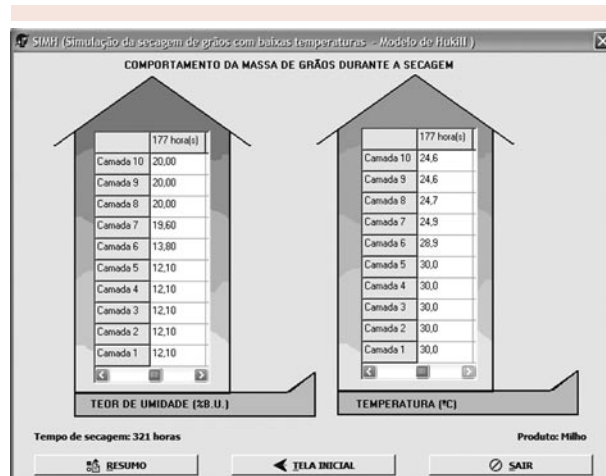 SIMH (Simulação da secagem de grãos com baixas temperaturas - Modelo de Hukill )
COMPORTAMENTO DA MASSA DE GRÃOS DURANTE A SECAGEM
177 hora(s)
Camada 10 20,00
Camada 9 20,00
Camada 8 20,00
Camada 7 19,60
Camada 6 13,80
Camada 5 12,10
Camada 4 12,10
Camada 3 12,10
Camada 2 12,10
Camada 1 12,10
TEOR DE UMIDADE (%B.U.)
177 hora(s)
Camada 10 24,6
Camada 9 24,6
Camada 8 24,7
Camada 7 24,9
Camada 6 28,9
Camada 5 30,0
Camada 4 30,0
Camada 3 30,0
Camada 2 30,0
Camada 1 30,0
TEMPERATURA (ºC)
Tempo de secagem: 321 horas
Produto: Milho
RESUMO
TELA INICIAL
SAIR